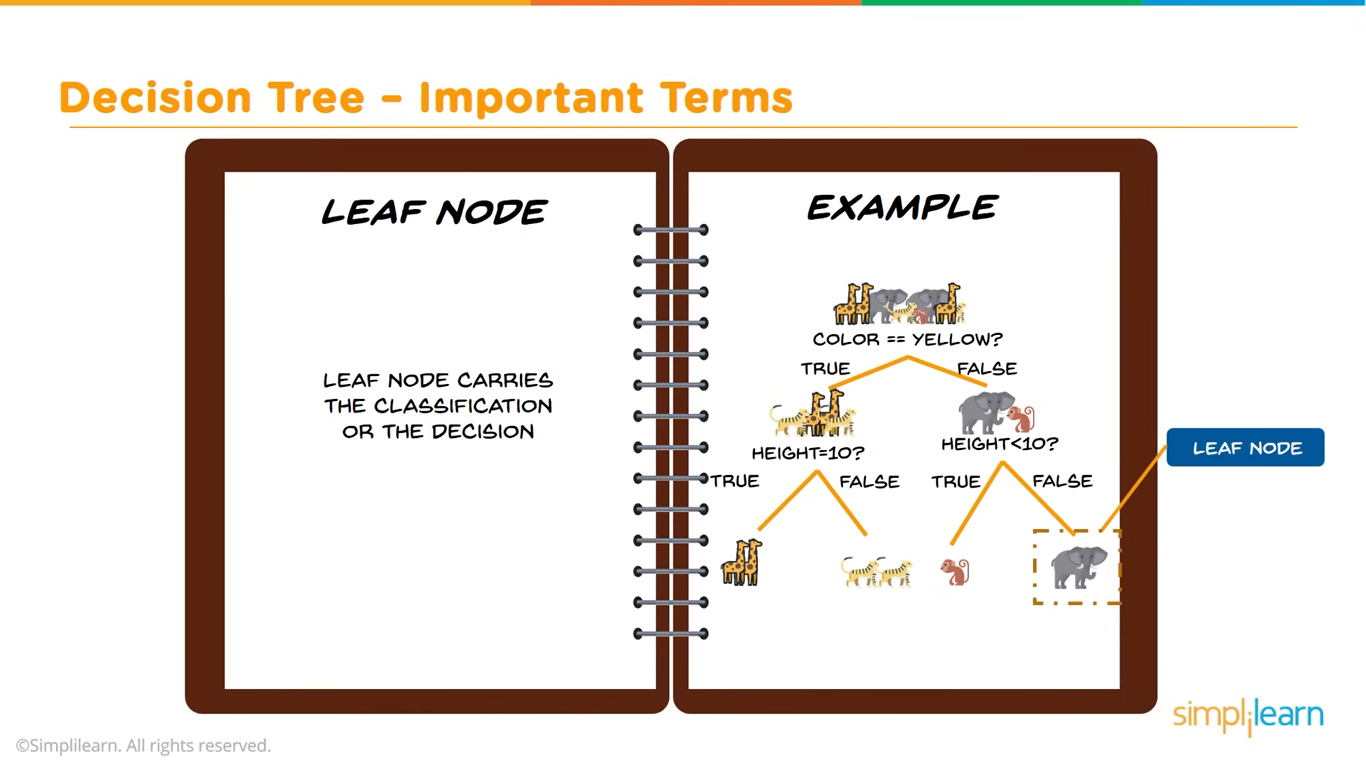 Decision Tree – Important Terms
LEAF NODE
LEAF NODE CARRIES
THE CLASSIFICATION
OR THE DECISION
EXAMPLE
COLOR == YELLOW?
TRUE
FALSE
HEIGHT=10?
HEIGHT<10?
TRUE
FALSE
TRUE
FALSE
LEAF NODE
simplilearn
©Simplilearn. All rights reserved.